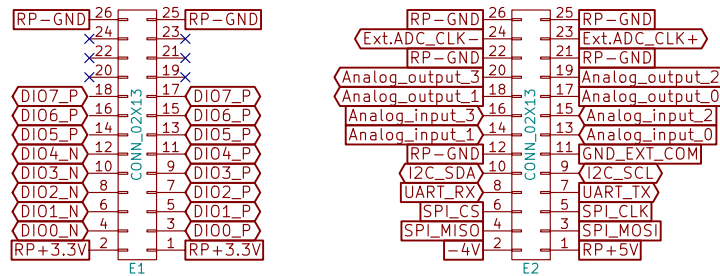 RP-GND 26 25 RP-GND
24 23
22 21
20 19
DIO7_P 18 17 DIO7_P
DIO6_P 16 15 DIO6_P
DIO5_P 14 13 DIO5_P
DIO4_N 12 11 DIO4_P
DIO3_N 10 9 DIO3_P
DIO2_N 8 7 DIO2_P
DIO1_N 6 5 DIO1_P
DIO0_N 4 3 DIO0_P
RP+3.3V 2 1 RP+3.3V
CONN_02X13
E1
RP-GND 26 25 RP-GND
Ext.ADC_CLK- 24 23 Ext.ADC_CLK+
RP-GND 22 21 RP-GND
Analog_output_3 20 19 Analog_output_2
Analog_output_1 18 17 Analog_output_0
Analog_input_3 16 15 Analog_input_2
Analog_input_1 14 13 Analog_input_0
RP-GND 12 11 GND_EXT_COM
I2C_SDA 10 9 I2C_SCL
UART_RX 8 7 UART_TX
SPI_CS 6 5 SPI_CLK
SPI_MISO 4 3 SPI_MOSI
-4V 2 1 RP+5V
CONN_02X13
E2